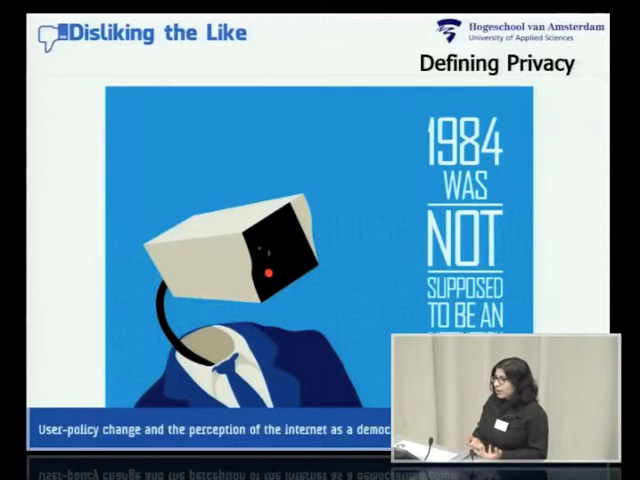 Disliking the Like
Hogeschool van Amsterdam
University of Applied Sciences
Defining Privacy
1984
WAS
NOT
SUPPOSED
TO BE AN
User-policy change and the perception of the internet as a